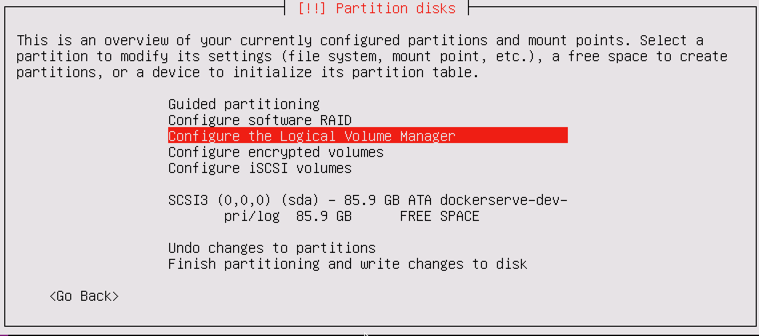 [!!] Partition disks
This is an overview of your currently configured partitions and mount points. Select a
partition to modify its settings (file system, mount point, etc.), a free space to create
partitions, or a device to initialize its partition table.
Guided partitioning
Configure software RAID
Configure the Logical Volume Manager
Configure encrypted volumes
Configure iSCSI volumes
SCSI3 (0,0,0) (sda) - 85.9 GB ATA dockerserve-dev-
pri/log 85.9 GB FREE SPACE
Undo changes to partitions
Finish partitioning and write changes to disk
<Go Back>